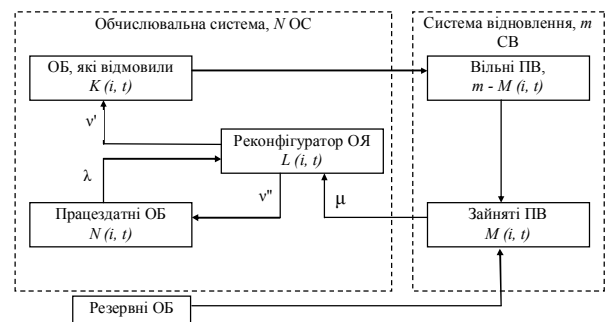 Обчислювальна система, N ОС
Система відновлення, m
СВ
ОБ, які відмовили
K (i, t)
Вільні ПВ,
m - M (i, t)
ν'
Реконфігуратор ОЯ
L (i, t)
λ
ν"
μ
Працездатні ОБ
N (i, t)
Зайняті ПВ
M (i, t)
Резервні ОБ